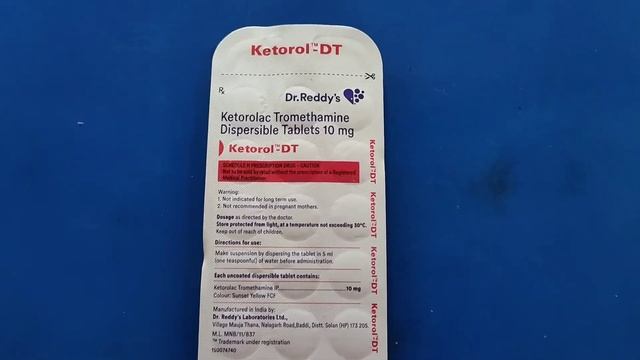 Ketorol™-DT
Rx
Dr.Reddy's
Ketorolac Tromethamine
Dispersible Tablets 10 mg
Ketorol™DT
SCHEDULE H PRESCRIPTION DRUG - CAUTION
Not to be sold by retail without the prescription of a Registered
Medical Practitioner.
Warning:
1. Not indicated for long term use.
2. Not recommended in pregnant mothers.
Dosage as directed by the doctor.
Store protected from light, at a temperature not exceeding 30°C.
Keep out of reach of children.
Directions for use:
Make suspension by dispersing the tablet in 5 ml
(one teaspoonful) of water before administration.
Each uncoated dispersible tablet contains:
Ketorolac Tromethamine IP 10 mg
Colour: Sunset Yellow FCF
Manufactured in India by:
Dr. Reddy's Laboratories Ltd.,
Village Mauja Thana, Nalagarh Road,Baddi, Distt. Solan (HP) 173 205.
M.L. MNB/11/837
™ Trademark under registration
150074740
Ketorol™-DT
Ketorol™-DT
Ketorol™-DT
Ketorol™-DT